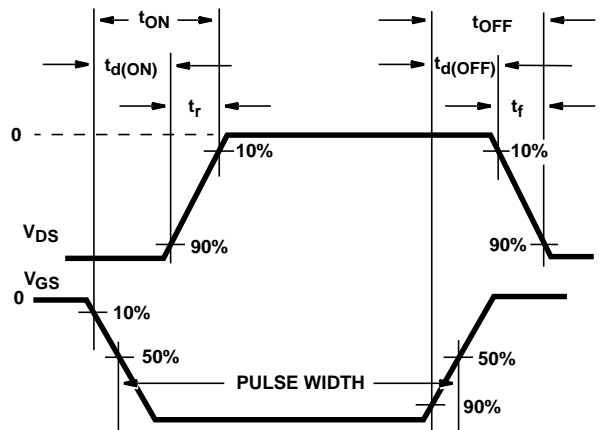 tON tOFF
td(ON) td(OFF)
tr tf
0
10% 10%
VDS 90% 90%
VGS
0
10%
50% 50%
PULSE WIDTH
90%